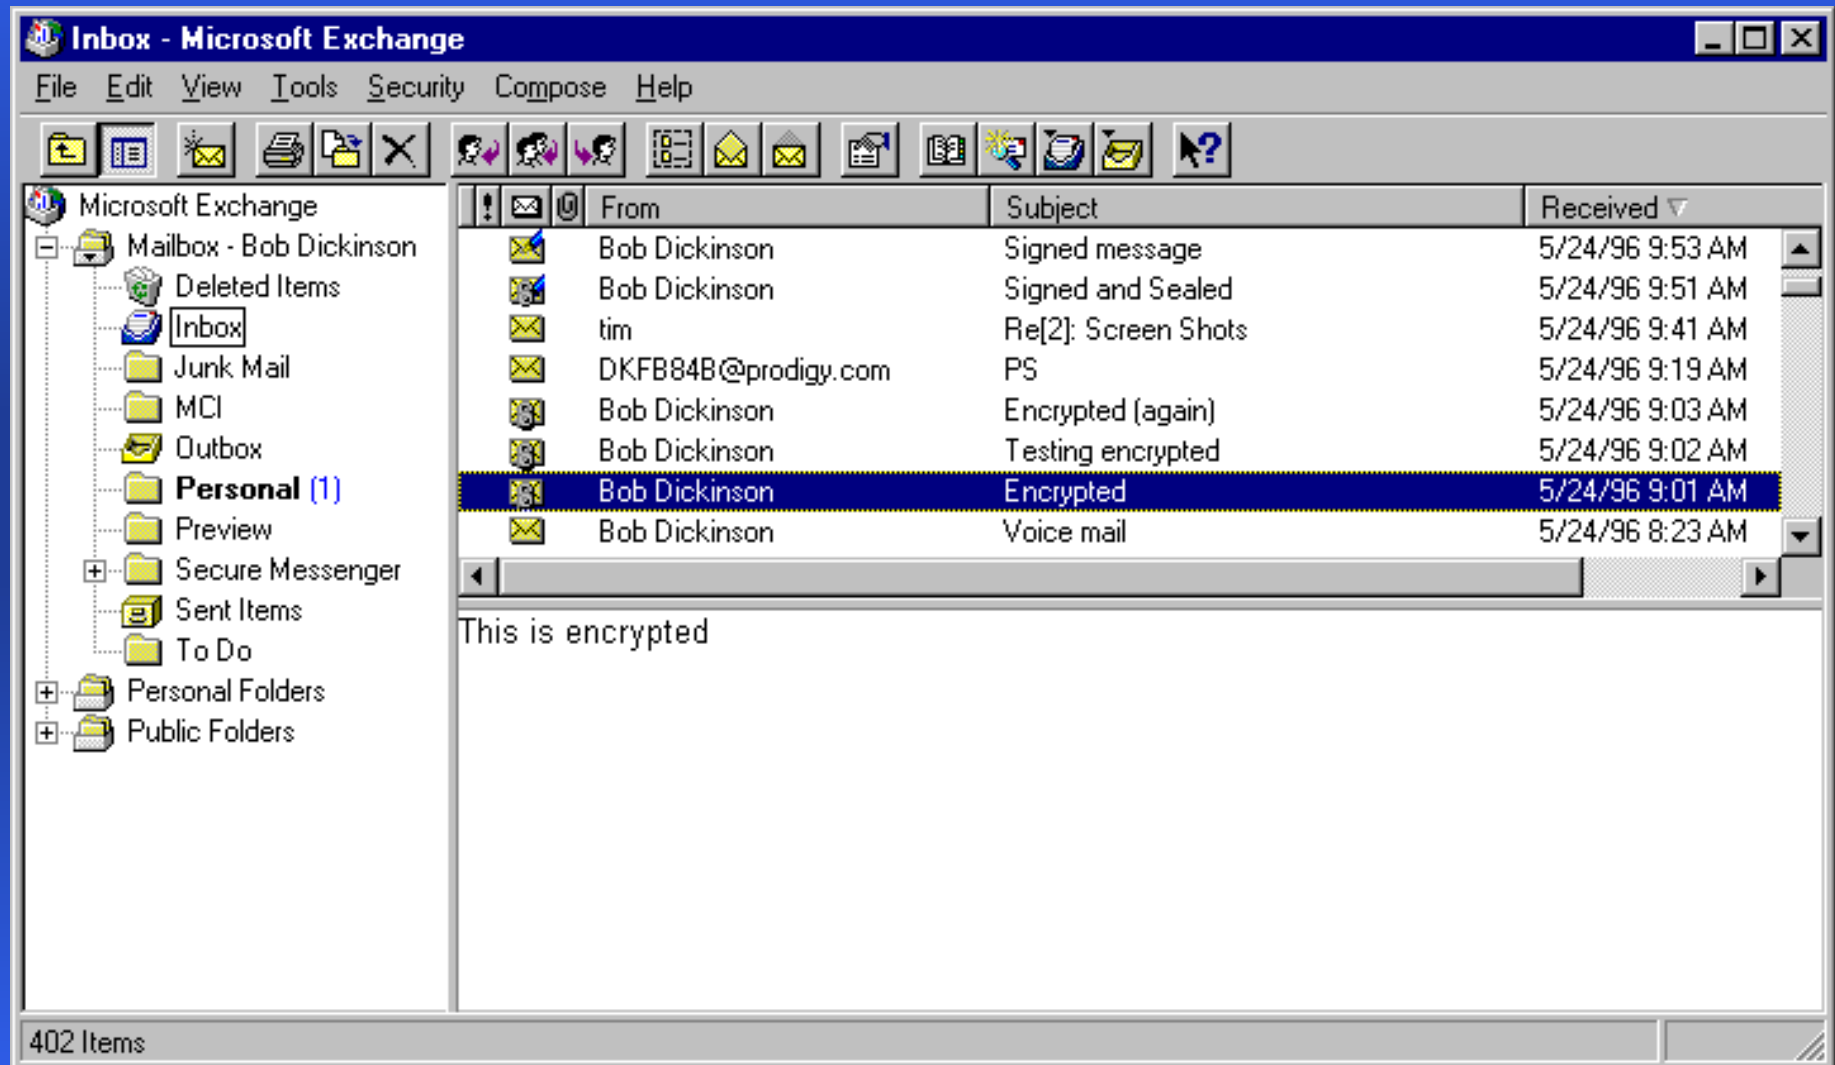 Inbox - Microsoft Exchange
File Edit View Tools Security Compose Help
Microsoft Exchange
Mailbox - Bob Dickinson
Deleted Items
Inbox
Junk Mail
MCI
Outbox
Personal (1)
Preview
Secure Messenger
Sent Items
To Do
Personal Folders
Public Folders
! From Subject Received
Bob Dickinson Signed message 5/24/96 9:53 AM
Bob Dickinson Signed and Sealed 5/24/96 9:51 AM
tim Re[2]: Screen Shots 5/24/96 9:41 AM
DKFB84B@prodigy.com PS 5/24/96 9:19 AM
Bob Dickinson Encrypted (again) 5/24/96 9:03 AM
Bob Dickinson Testing encrypted 5/24/96 9:02 AM
Bob Dickinson Encrypted 5/24/96 9:01 AM
Bob Dickinson Voice mail 5/24/96 8:23 AM
This is encrypted
402 Items